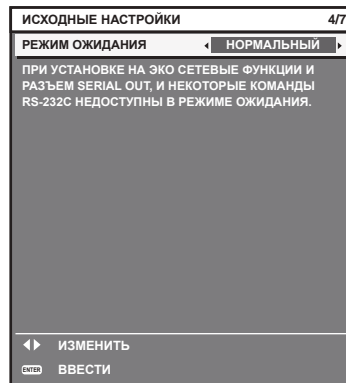 ИСХОДНЫЕ НАСТРОЙКИ 4/7
РЕЖИМ ОЖИДАНИЯ НОРМАЛЬНЫЙ
ПРИ УСТАНОВКЕ НА ЭКО СЕТЕВЫЕ ФУНКЦИИ И
РАЗЪЕМ SERIAL OUT, И НЕКОТОРЫЕ КОМАНДЫ
RS-232C НЕДОСТУПНЫ В РЕЖИМЕ ОЖИДАНИЯ.
ИЗМЕНИТЬ
ENTER ВВЕСТИ